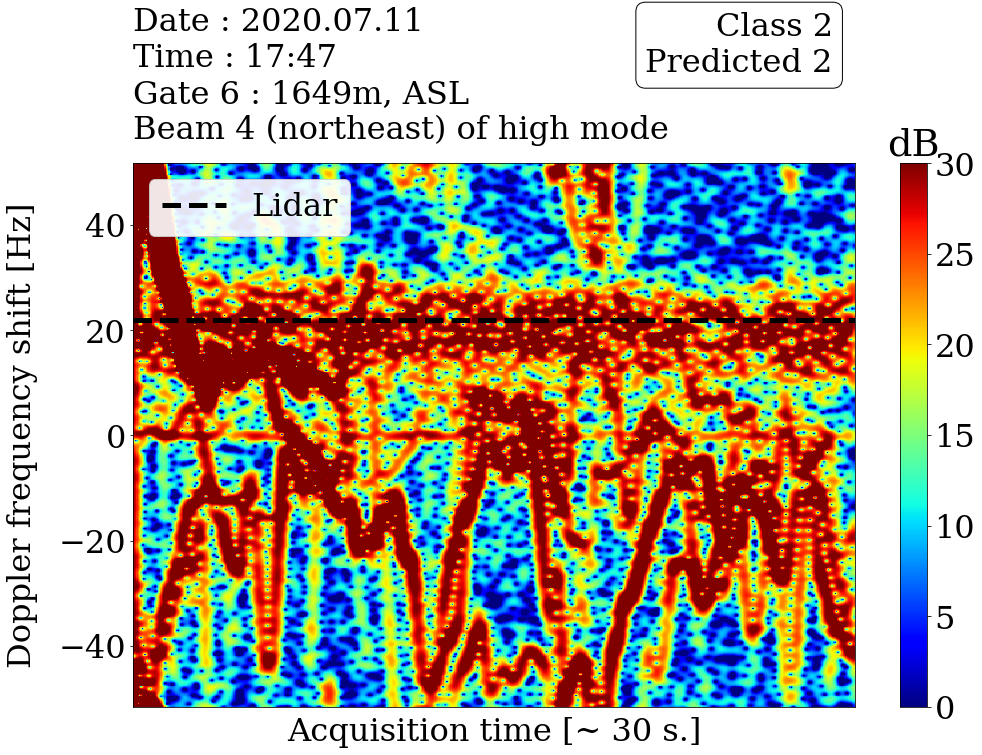 Date : 2020.07.11
Time : 17:47
Gate 6 : 1649m, ASL
Beam 4 (northeast) of high mode
Class 2
Predicted 2
dB
Lidar
Doppler frequency shift [Hz]
40
20
0
−20
−40
Acquisition time [~ 30 s.]
30
25
20
15
10
5
0